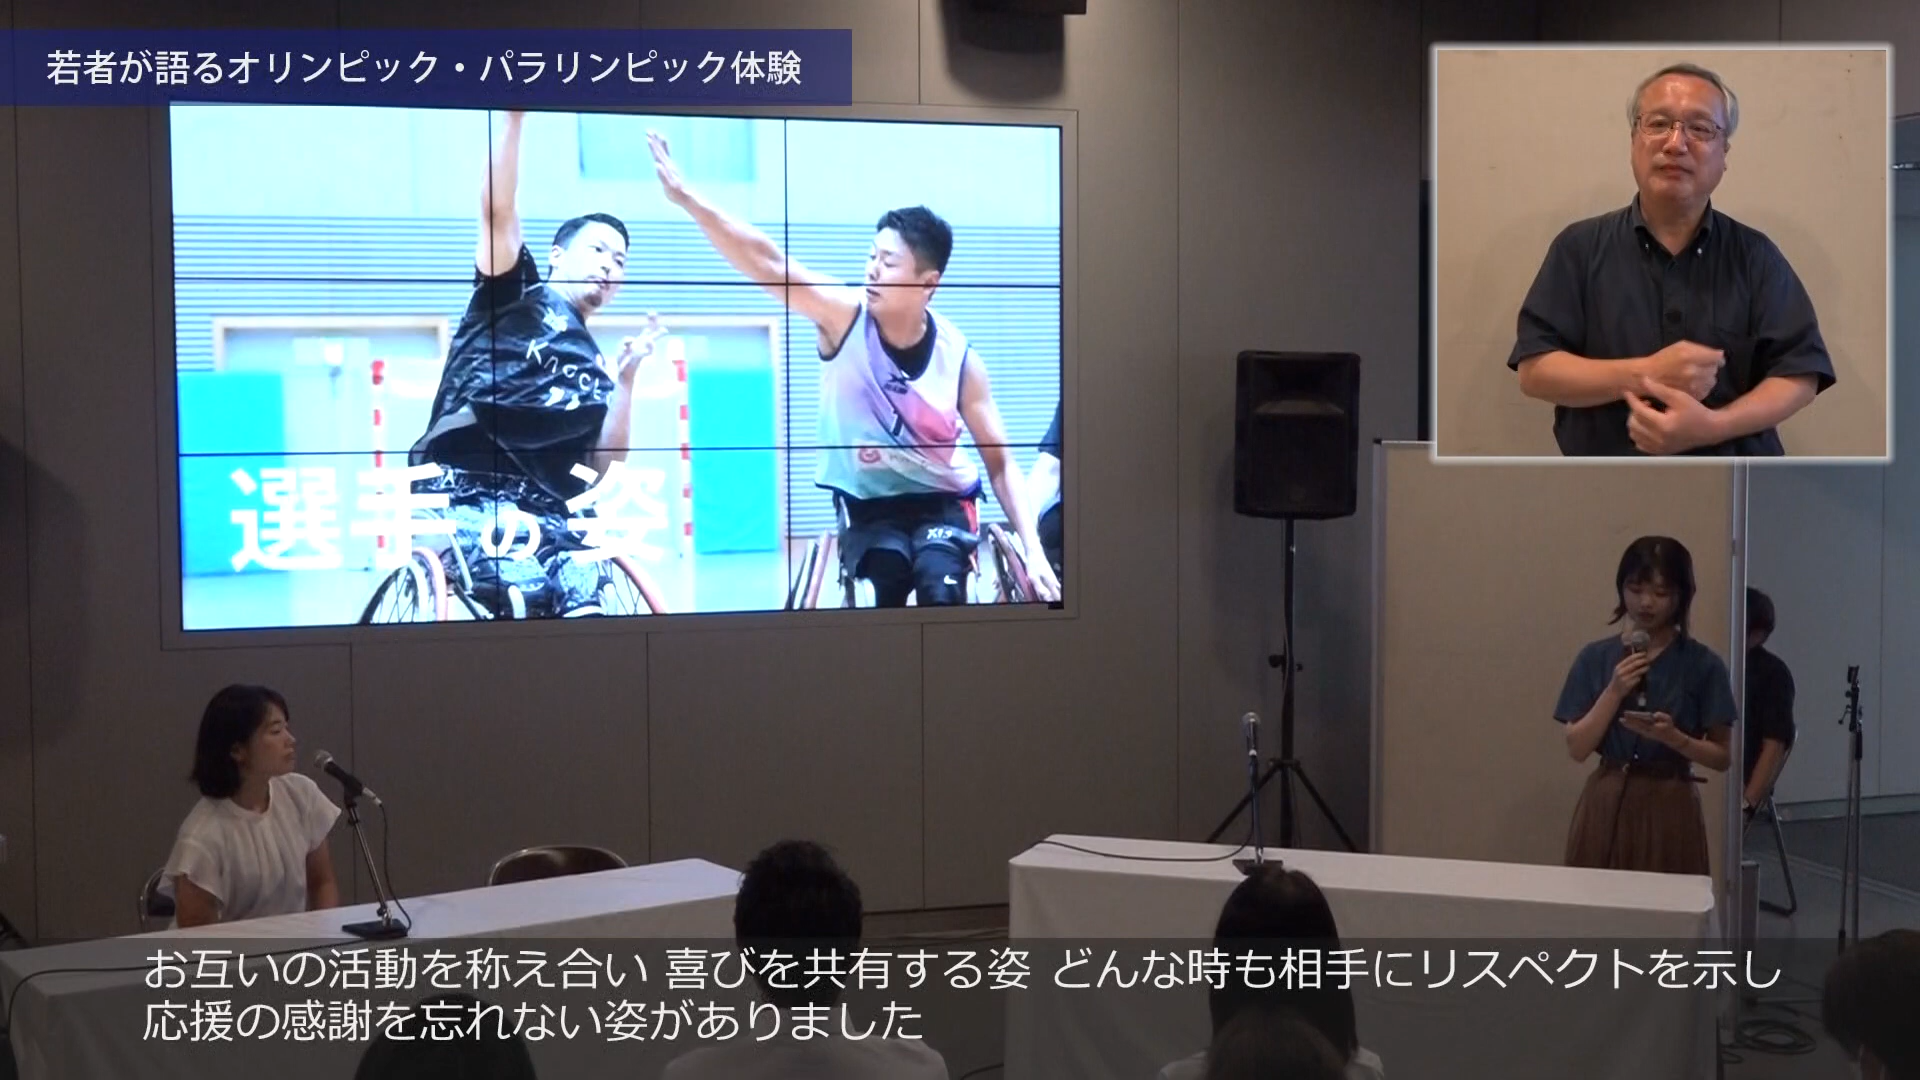 若者が語るオリンピック・パラリンピック体験
選手の姿
お互いの活動を称え合い 喜びを共有する姿 どんな時も相手にリスペクトを示し
応援の感謝を忘れない姿がありました